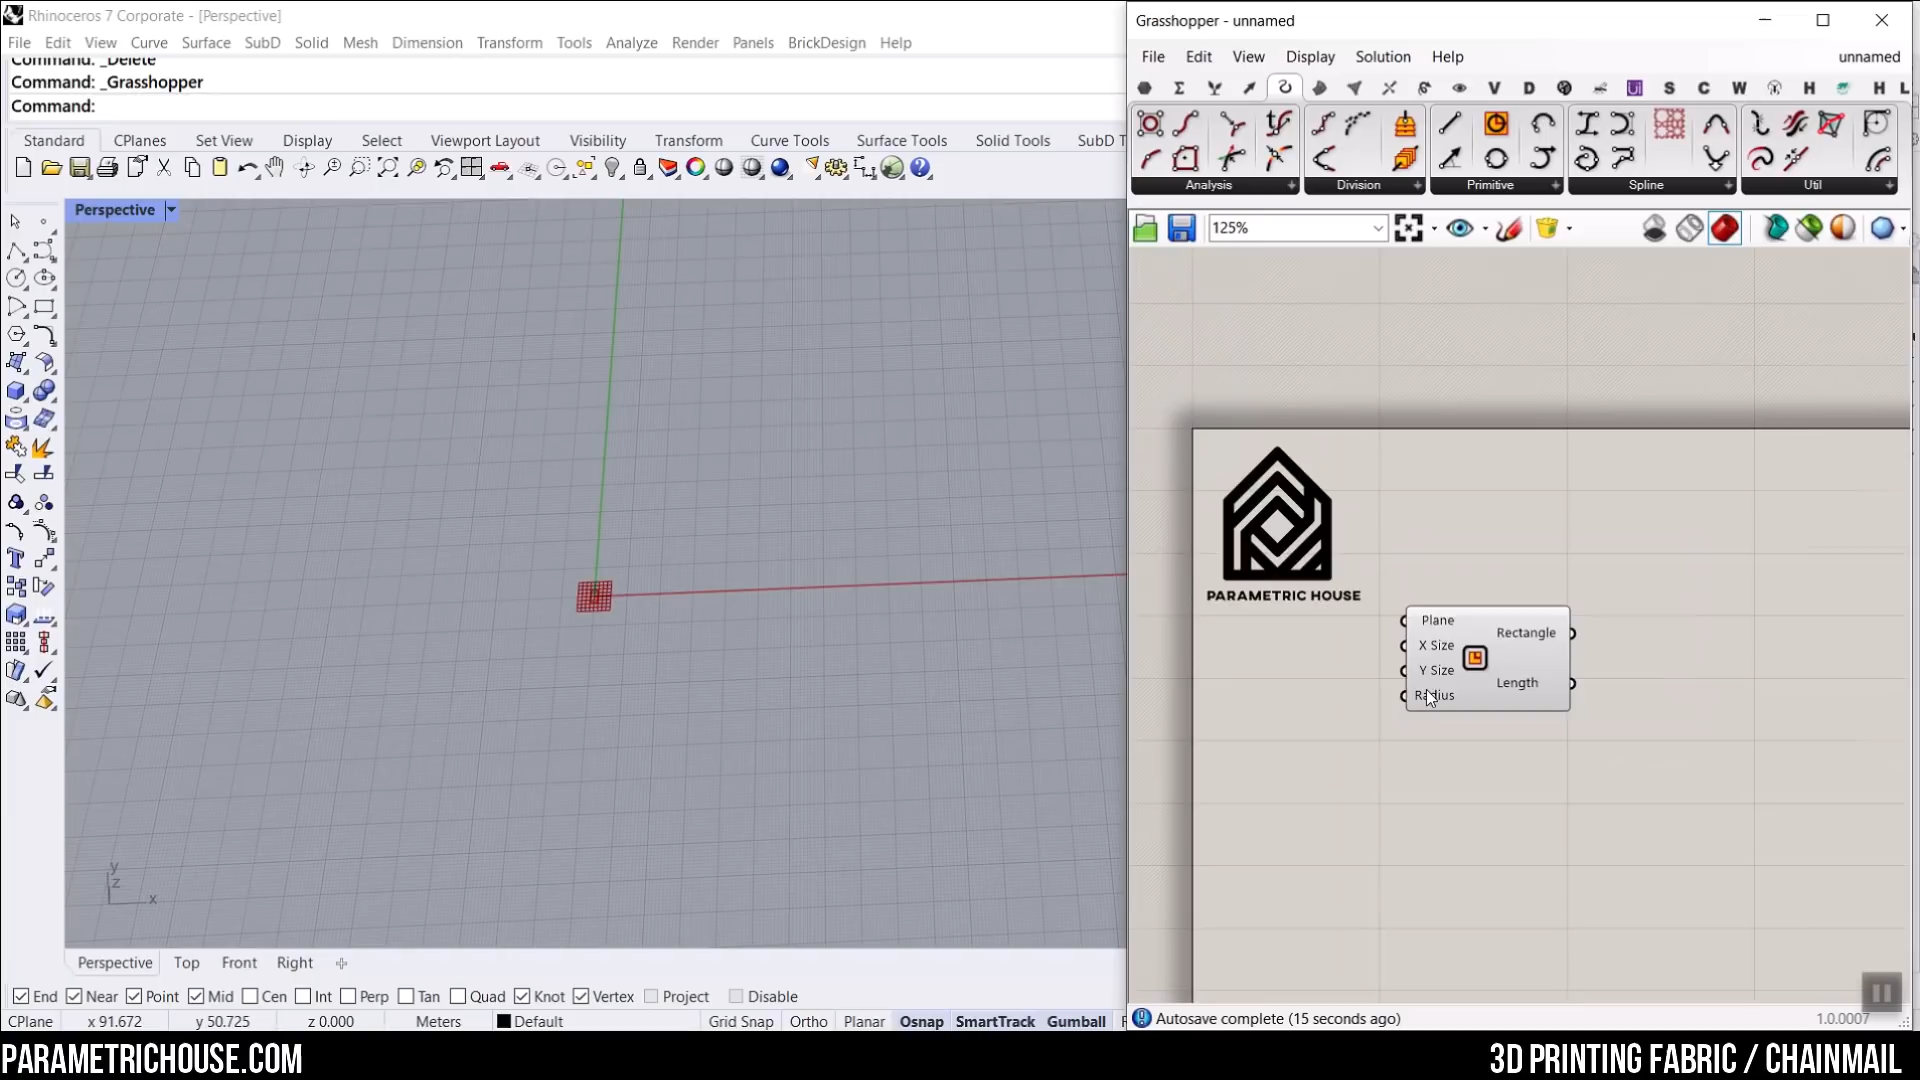 Rhinoceros 7 Corporate - [Perspective]
File Edit View Curve Surface SubD Solid Mesh Dimension Transform Tools Analyze Render Panels BrickDesign Help
Command: _Delete
Command: _Grasshopper
Command:
Standard CPlanes Set View Display Select Viewport Layout Visibility Transform Curve Tools Surface Tools Solid Tools SubD T
Perspective
y
z
x
Perspective Top Front Right
End Near Point Mid Cen Int Perp Tan Quad Knot Vertex Project Disable
CPlane x 91.672 y 50.725 z 0.000 Meters Default Grid Snap Ortho Planar Osnap SmartTrack Gumball
Grasshopper - unnamed
File Edit View Display Solution Help unnamed
V D S C W H H L
Analysis Division Primitive Spline Util
125%
PARAMETRIC HOUSE
Plane
X Size
Y Size
Radius
Rectangle
Length
Autosave complete (15 seconds ago) 1.0.0007
PARAMETRICHOUSE.COM
3D PRINTING FABRIC / CHAINMAIL